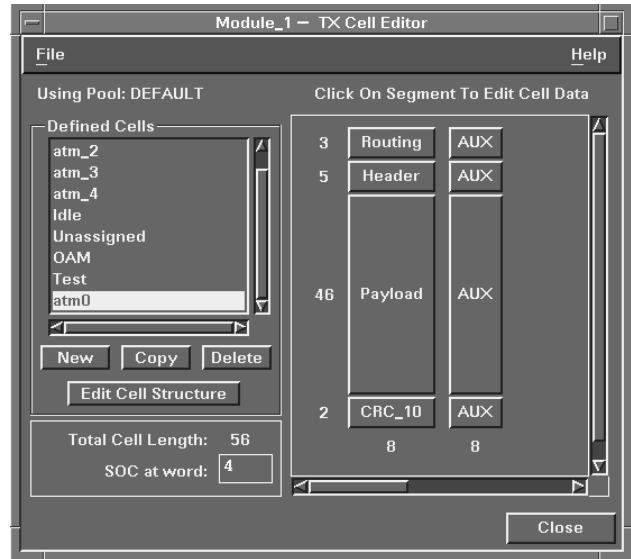 Module_1 – TX Cell Editor
File Help
Using Pool: DEFAULT
Click On Segment To Edit Cell Data
Defined Cells
atm_2
atm_3
atm_4
Idle
Unassigned
OAM
Test
atm0
New Copy Delete
Edit Cell Structure
Total Cell Length: 56
SOC at word: 4
3 Routing AUX
5 Header AUX
46 Payload AUX
2 CRC_10 AUX
8 8
Close